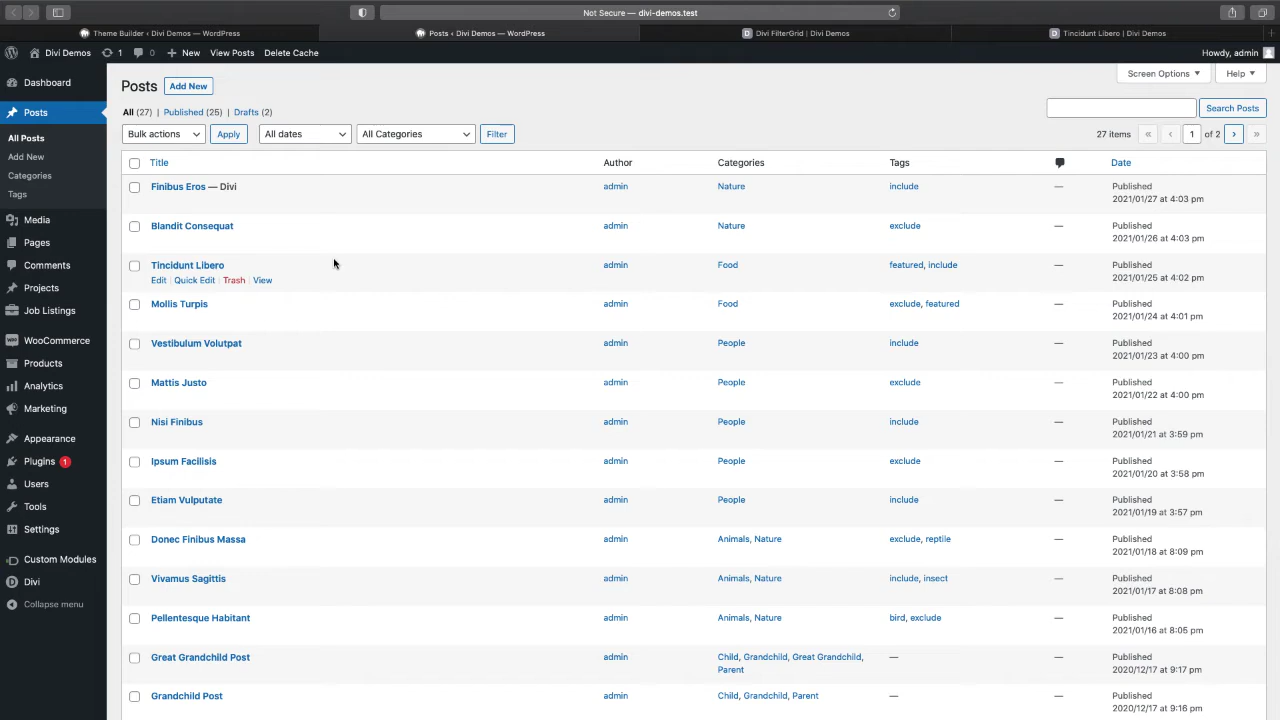 Not Secure — divi-demos.test
Theme Builder ‹ Divi Demos — WordPress
Posts ‹ Divi Demos — WordPress
Divi FilterGrid | Divi Demos
Tincidunt Libero | Divi Demos
Divi Demos 1 0 New View Posts Delete Cache Howdy, admin
Dashboard
Posts
All Posts
Add New
Categories
Tags
Media
Pages
Comments
Projects
Job Listings
WooCommerce
Products
Analytics
Marketing
Appearance
Plugins 1
Users
Tools
Settings
Custom Modules
Divi
Collapse menu
Screen Options Help
Posts Add New
All (27) | Published (25) | Drafts (2)
Search Posts
Bulk actions Apply All dates All Categories Filter 27 items « ‹ 1 of 2 › »
Title Author Categories Tags Date
Finibus Eros — Divi admin Nature include — Published
2021/01/27 at 4:03 pm
Blandit Consequat admin Nature exclude — Published
2021/01/26 at 4:03 pm
Tincidunt Libero admin Food featured, include — Published
Edit | Quick Edit | Trash | View 2021/01/25 at 4:02 pm
Mollis Turpis admin Food exclude, featured — Published
2021/01/24 at 4:01 pm
Vestibulum Volutpat admin People include — Published
2021/01/23 at 4:00 pm
Mattis Justo admin People exclude — Published
2021/01/22 at 4:00 pm
Nisi Finibus admin People include — Published
2021/01/21 at 3:59 pm
Ipsum Facilisis admin People exclude — Published
2021/01/20 at 3:58 pm
Etiam Vulputate admin People include — Published
2021/01/19 at 3:57 pm
Donec Finibus Massa admin Animals, Nature exclude, reptile — Published
2021/01/18 at 8:09 pm
Vivamus Sagittis admin Animals, Nature include, insect — Published
2021/01/17 at 8:08 pm
Pellentesque Habitant admin Animals, Nature bird, exclude — Published
2021/01/16 at 8:05 pm
Great Grandchild Post admin Child, Grandchild, Great Grandchild, — — Published
Parent 2020/12/17 at 9:17 pm
Grandchild Post admin Child, Grandchild, Parent — — Published
2020/12/17 at 9:16 pm